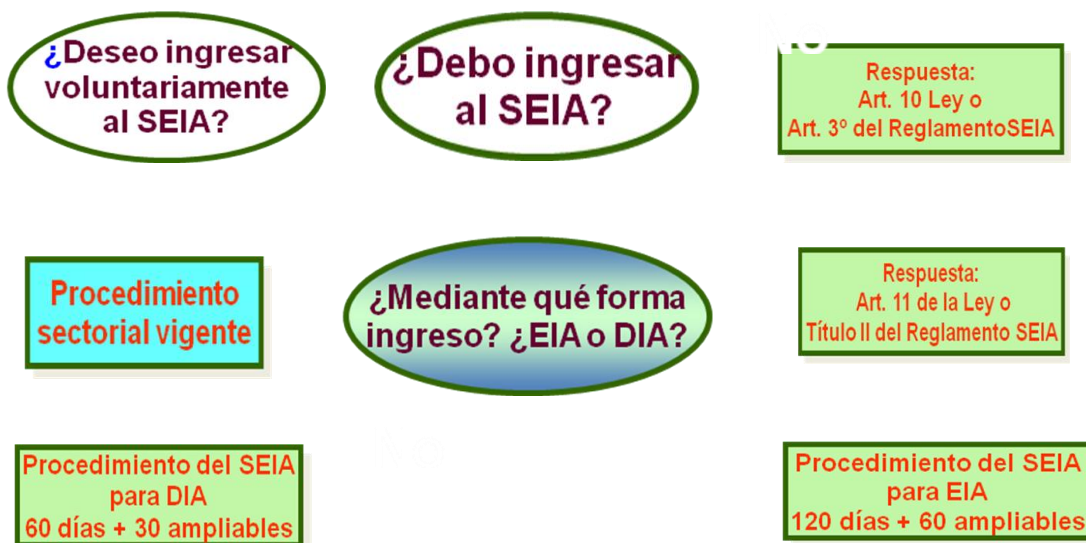 ¿Deseo ingresar
voluntariamente
al SEIA?
¿Debo ingresar
al SEIA?
No
Respuesta:
Art. 10 Ley o
Art. 3º del ReglamentoSEIA
Procedimiento
sectorial vigente
¿Mediante qué forma
ingreso? ¿EIA o DIA?
Respuesta:
Art. 11 de la Ley o
Título II del Reglamento SEIA
Procedimiento del SEIA
para DIA
60 días + 30 ampliables
No
Procedimiento del SEIA
para EIA
120 días + 60 ampliables